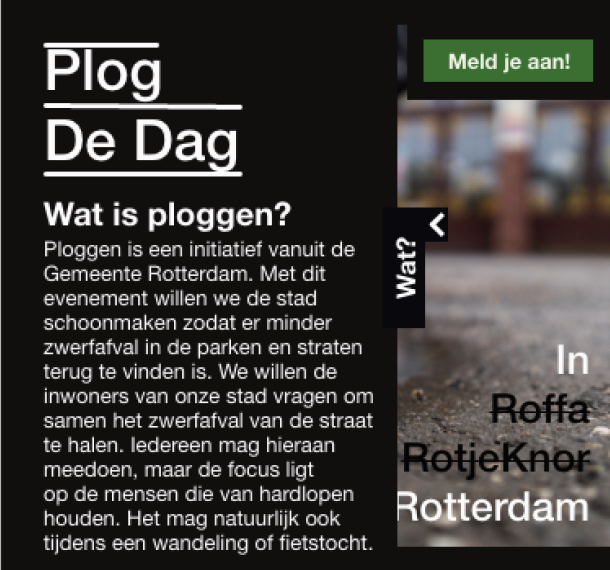 Plog
De Dag
Wat is ploggen?
Ploggen is een initiatief vanuit de
Gemeente Rotterdam. Met dit
evenement willen we de stad
schoonmaken zodat er minder
zwerfafval in de parken en straten
terug te vinden is. We willen de
inwoners van onze stad vragen om
samen het zwerfafval van de straat
te halen. Iedereen mag hieraan
meedoen, maar de focus ligt
op de mensen die van hardlopen
houden. Het mag natuurlijk ook
tijdens een wandeling of fietstocht.
Meld je aan!
Wat?
In
Roffa
RotjeKnor
Rotterdam